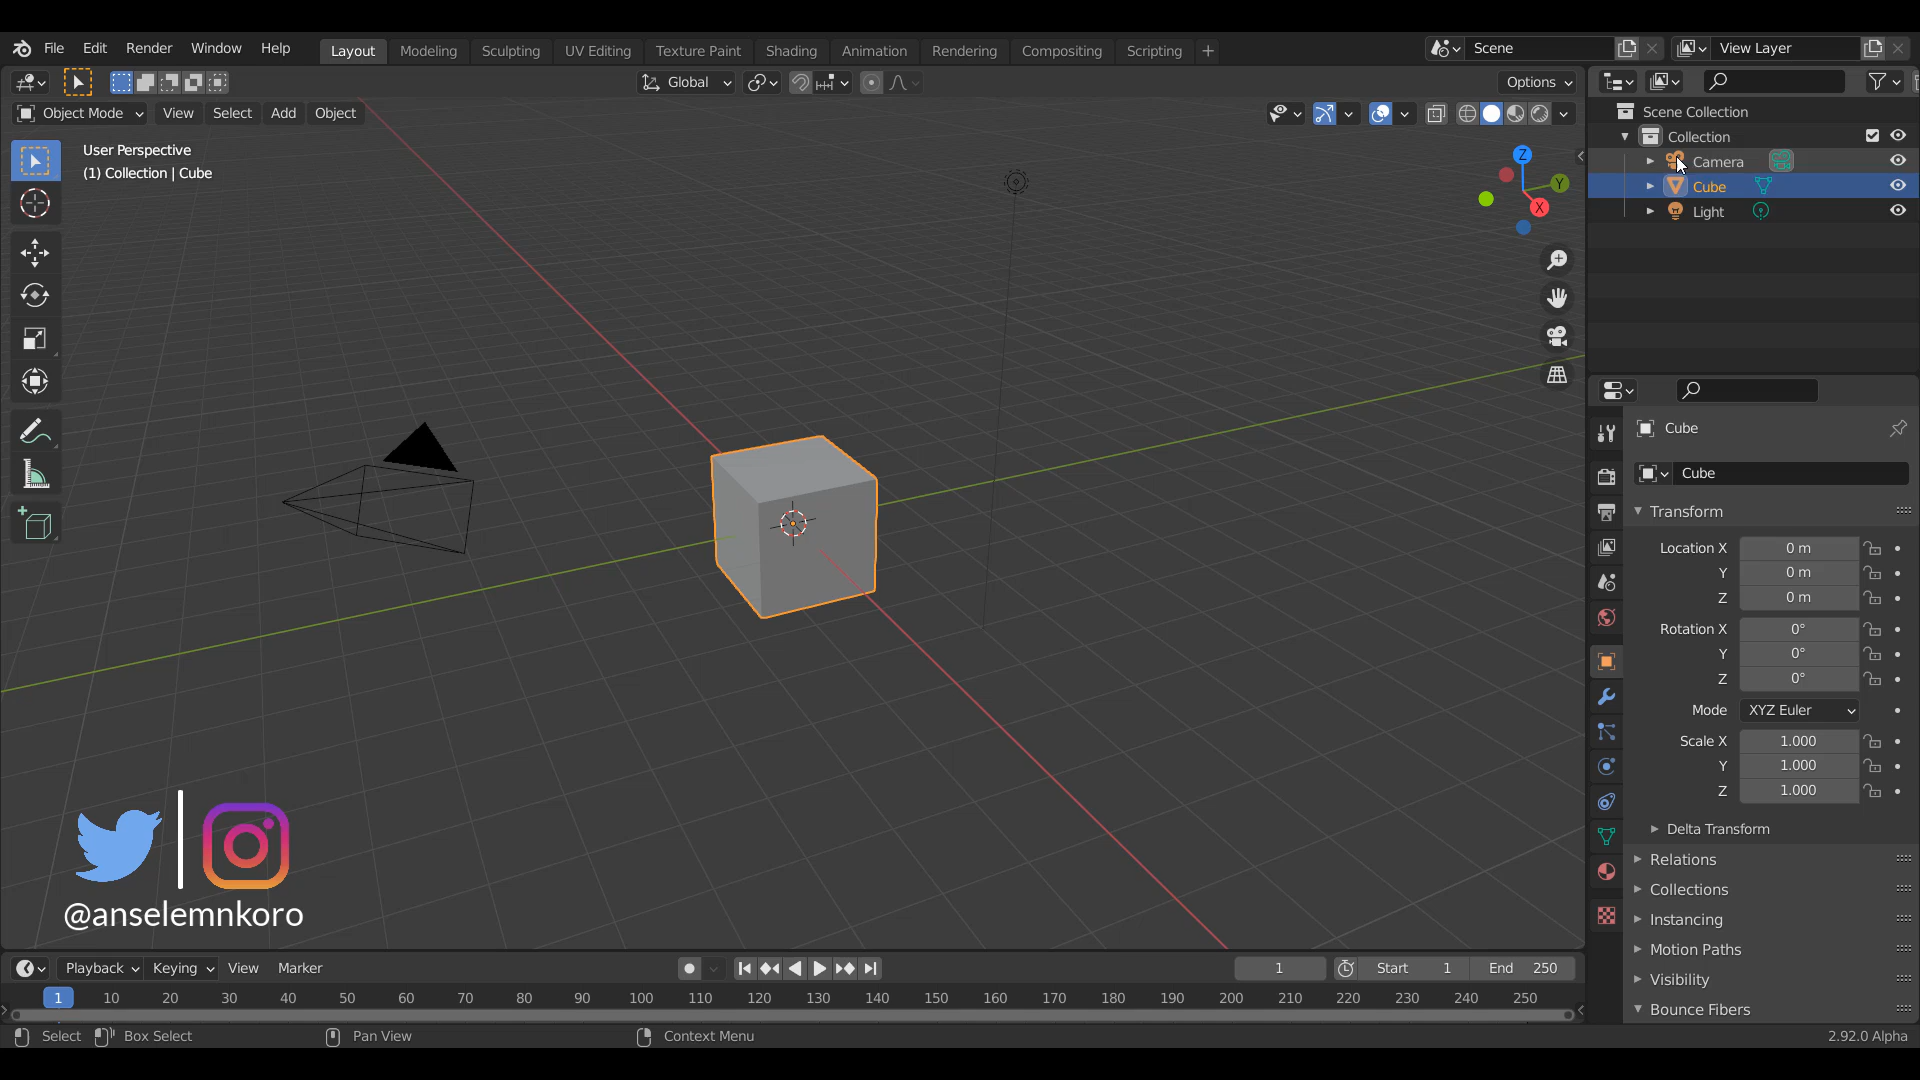 File Edit Render Window Help Layout Modeling Sculpting UV Editing Texture Paint Shading Animation Rendering Compositing Scripting + Scene View Layer
Global Options
Object Mode View Select Add Object
User Perspective
(1) Collection | Cube
Z
Y
X
Scene Collection
Collection
Camera
Cube
Light
Cube
Cube
Transform
Location X 0 m
Y 0 m
Z 0 m
Rotation X 0°
Y 0°
Z 0°
Mode XYZ Euler
Scale X 1.000
Y 1.000
Z 1.000
Delta Transform
Relations
Collections
Instancing
Motion Paths
Visibility
Bounce Fibers
@anselemnkoro
Playback Keying View Marker 1 Start 1 End 250
1 10 20 30 40 50 60 70 80 90 100 110 120 130 140 150 160 170 180 190 200 210 220 230 240 250
Select Box Select Pan View Context Menu 2.92.0 Alpha